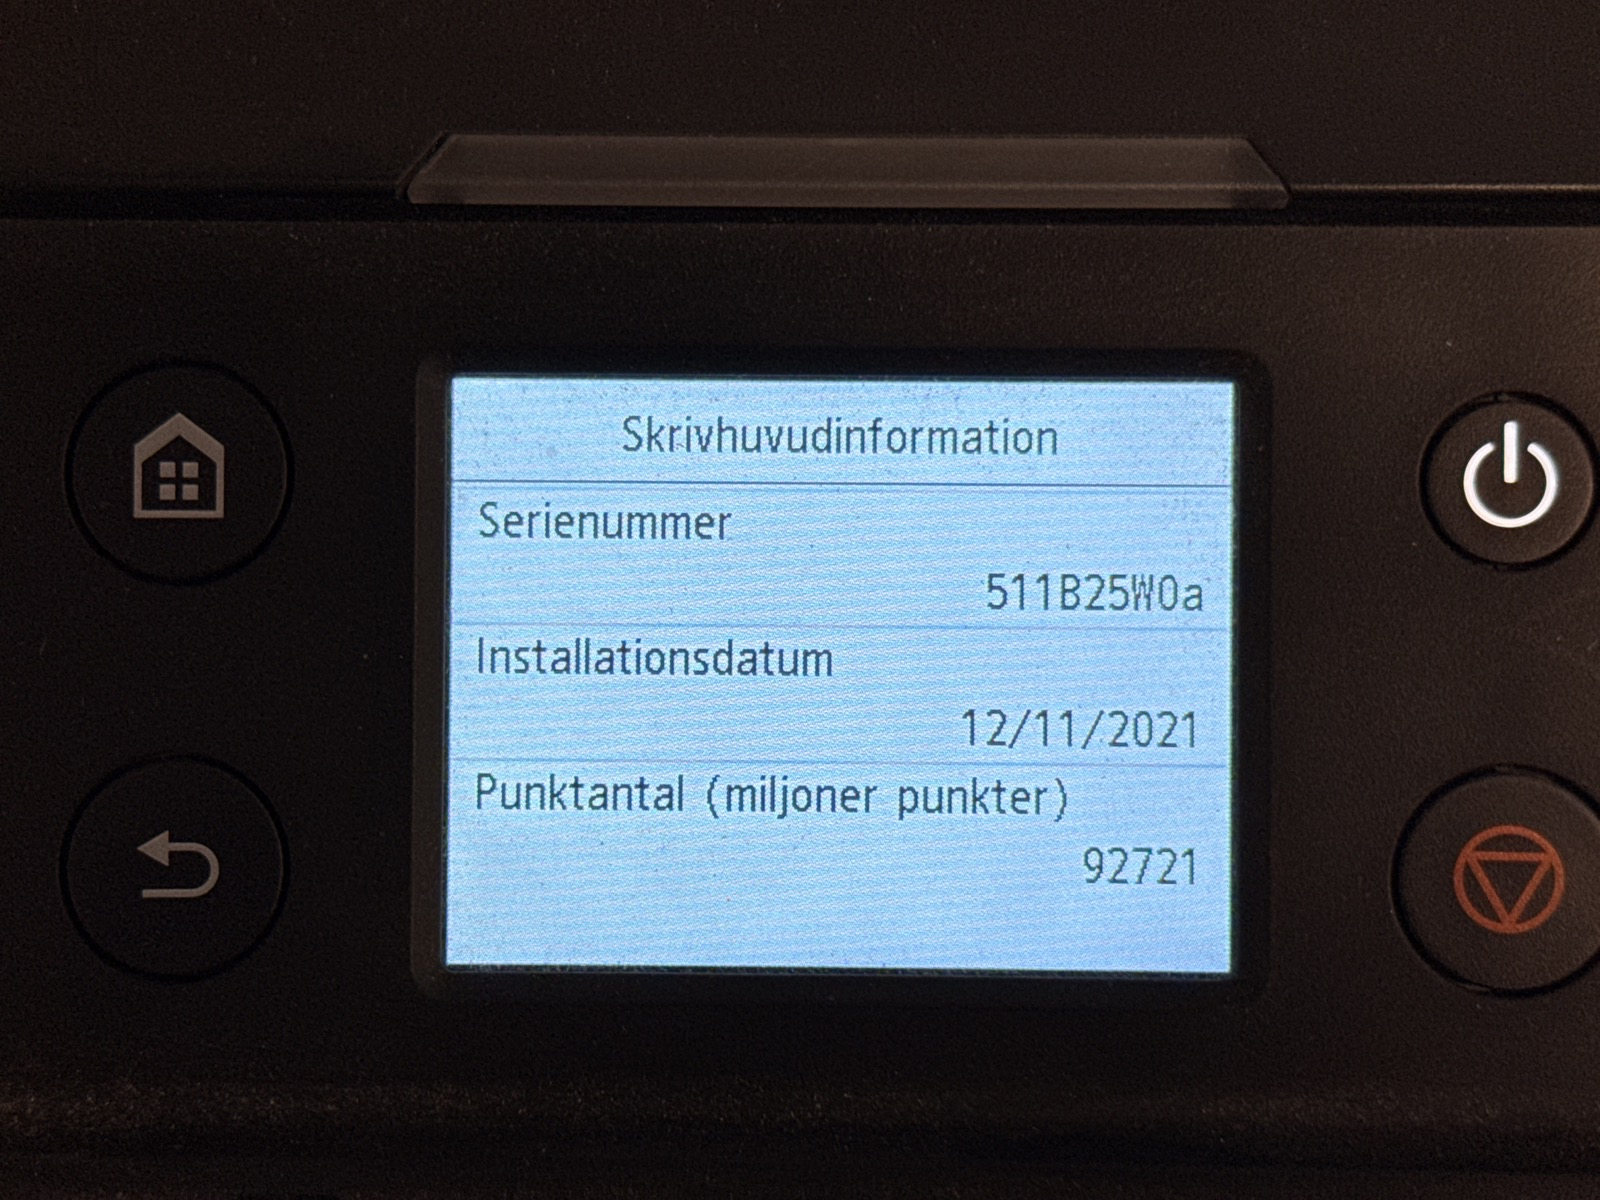 Skrivhuvudinformation
Serienummer
511B25W0a
Installationsdatum
12/11/2021
Punktantal (miljoner punkter)
92721